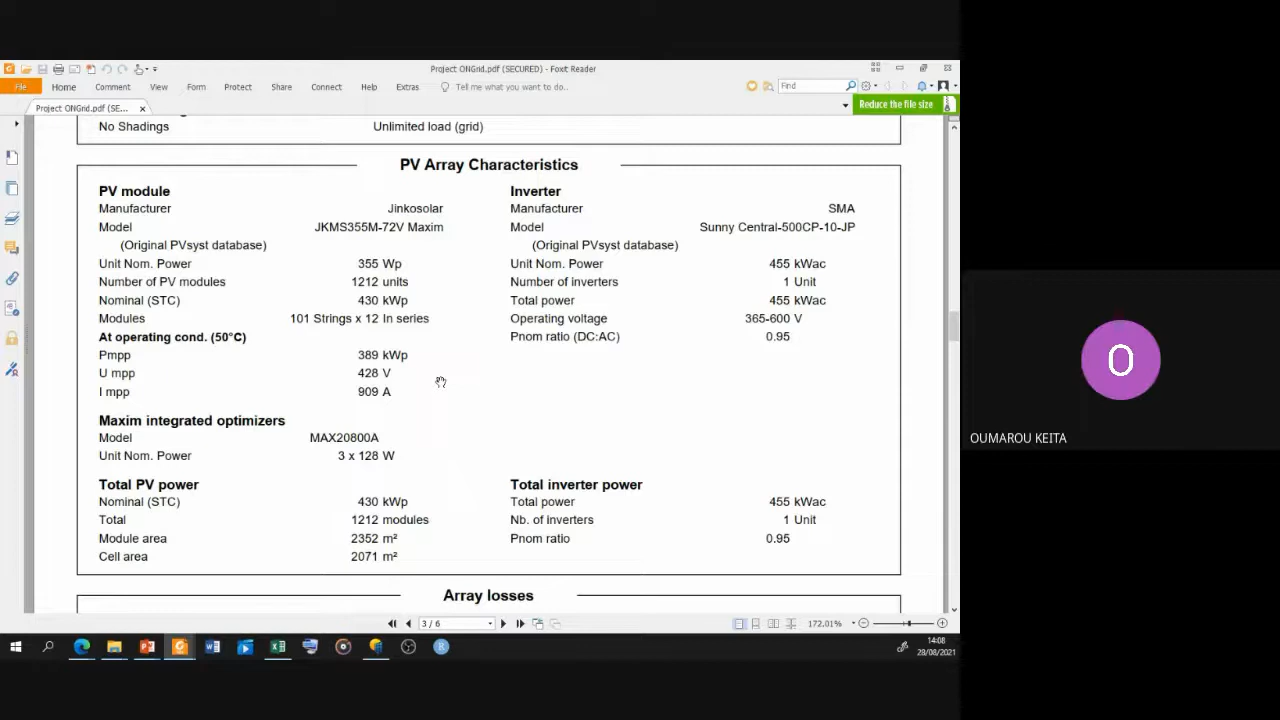 Project ONGrid.pdf (SECURED) - Foxit Reader
File Home Comment View Form Protect Share Connect Help Extras Tell me what you want to do.. Find
Project ONGrid.pdf (SE... Reduce the file size
No Shadings Unlimited load (grid)
PV Array Characteristics
PV module Inverter
Manufacturer Jinkosolar Manufacturer SMA
Model JKMS355M-72V Maxim Model Sunny Central-500CP-10-JP
(Original PVsyst database) (Original PVsyst database)
Unit Nom. Power 355 Wp Unit Nom. Power 455 kWac
Number of PV modules 1212 units Number of inverters 1 Unit
Nominal (STC) 430 kWp Total power 455 kWac
Modules 101 Strings x 12 In series Operating voltage 365-600 V
At operating cond. (50°C) Pnom ratio (DC:AC) 0.95
Pmpp 389 kWp
U mpp 428 V
I mpp 909 A
Maxim integrated optimizers
Model MAX20800A
Unit Nom. Power 3 x 128 W
Total PV power Total inverter power
Nominal (STC) 430 kWp Total power 455 kWac
Total 1212 modules Nb. of inverters 1 Unit
Module area 2352 m² Pnom ratio 0.95
Cell area 2071 m²
Array losses
3 / 6 172.01%
14:08
28/08/2021
O
OUMAROU KEITA